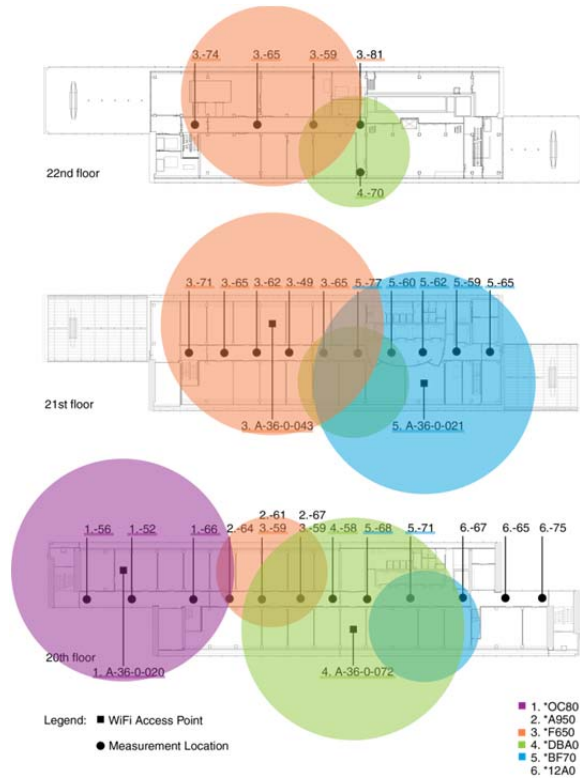 3.-74 3.-65 3.-59 3.-81
22nd floor
4.-70
3.-71 3.-65 3.-62 3.-49 3.-65 5.-77 5.-60 5.-62 5.-59 5.-65
21st floor
3. A-36-0-043 5. A-36-0-021
2.-61 2.-67
1.-56 1.-52 1.-66 2.-64 3.-59 3.-59 4.-58 5.-68 5.-71 6.-67 6.-65 6.-75
20th floor
1. A-36-0-020 4. A-36-0-072
Legend: WiFi Access Point
Measurement Location
1. *OC80
2. *A950
3. *F650
4. *DBA0
5. *BF70
6. *12A0